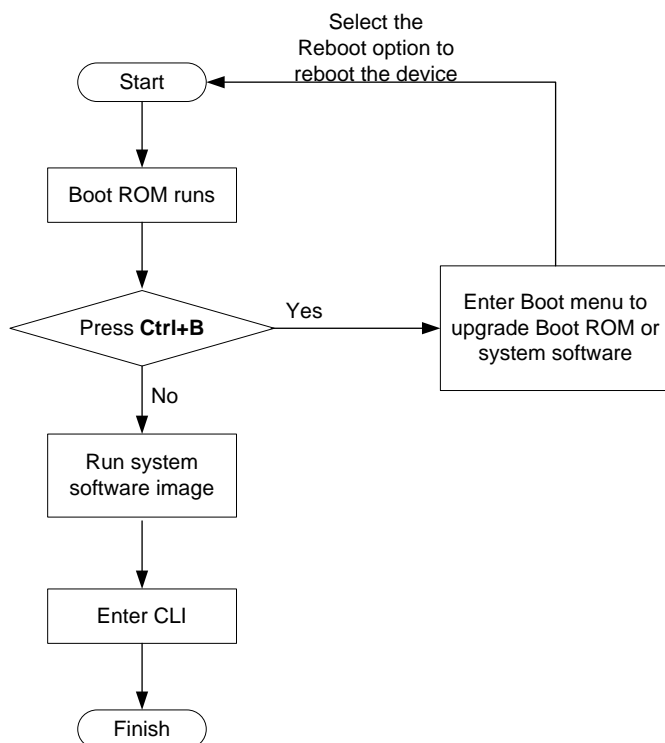 Select the
Reboot option to
reboot the device
Start
Boot ROM runs
Press Ctrl+B
Yes
Enter Boot menu to
upgrade Boot ROM or
system software
No
Run system
software image
Enter CLI
Finish